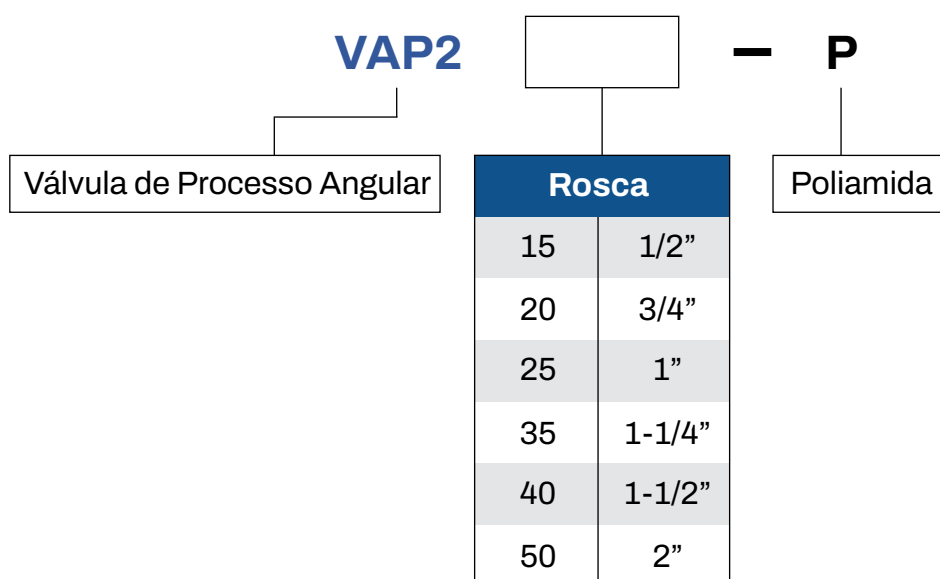 VAP2 – P
Válvula de Processo Angular
Rosca
Poliamida
15 1/2”
20 3/4”
25 1”
35 1-1/4”
40 1-1/2”
50 2”